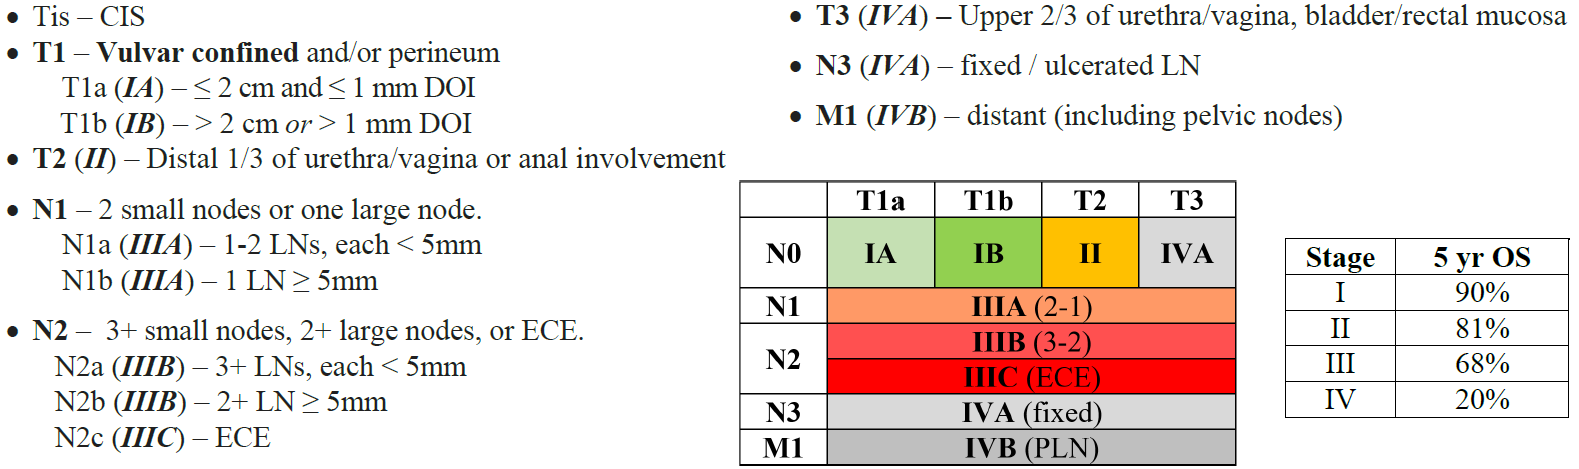 • Tis – CIS
• T1 – Vulvar confined and/or perineum
T1a (IA) – ≤ 2 cm and ≤ 1 mm DOI
T1b (IB) – > 2 cm or > 1 mm DOI
• T2 (II) – Distal 1/3 of urethra/vagina or anal involvement
• N1 – 2 small nodes or one large node.
N1a (IIIA) – 1-2 LNs, each < 5mm
N1b (IIIA) – 1 LN ≥ 5mm
• N2 – 3+ small nodes, 2+ large nodes, or ECE.
N2a (IIIB) – 3+ LNs, each < 5mm
N2b (IIIB) – 2+ LN ≥ 5mm
N2c (IIIC) – ECE
• T3 (IVA) – Upper 2/3 of urethra/vagina, bladder/rectal mucosa
• N3 (IVA) – fixed / ulcerated LN
• M1 (IVB) – distant (including pelvic nodes)
T1a T1b T2 T3
N0 IA IB II IVA
N1 IIIA (2-1)
N2 IIIB (3-2)
IIIC (ECE)
N3 IVA (fixed)
M1 IVB (PLN)
Stage 5 yr OS
I 90%
II 81%
III 68%
IV 20%